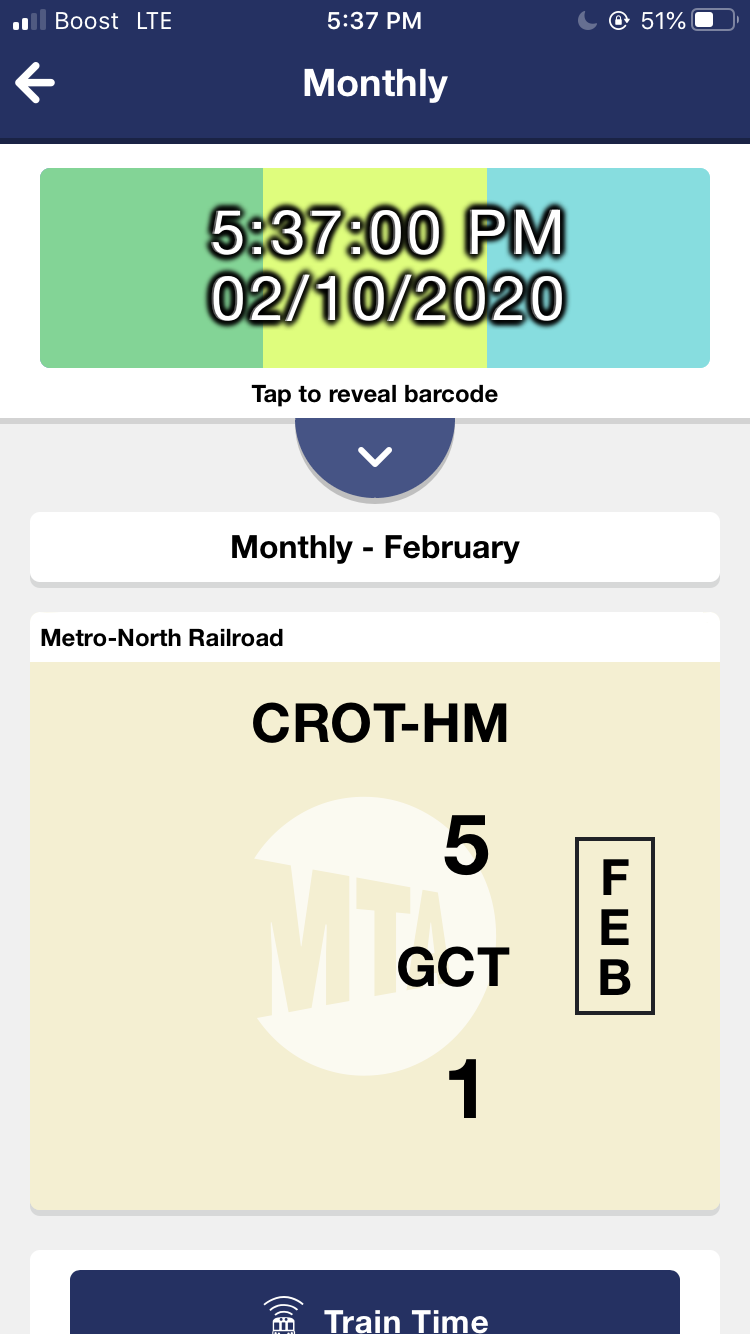 Boost LTE 5:37 PM 51%
Monthly
5:37:00 PM
02/10/2020
Tap to reveal barcode
Monthly - February
Metro-North Railroad
CROT-HM
5
MTA
GCT
1
F
E
B
Train Time